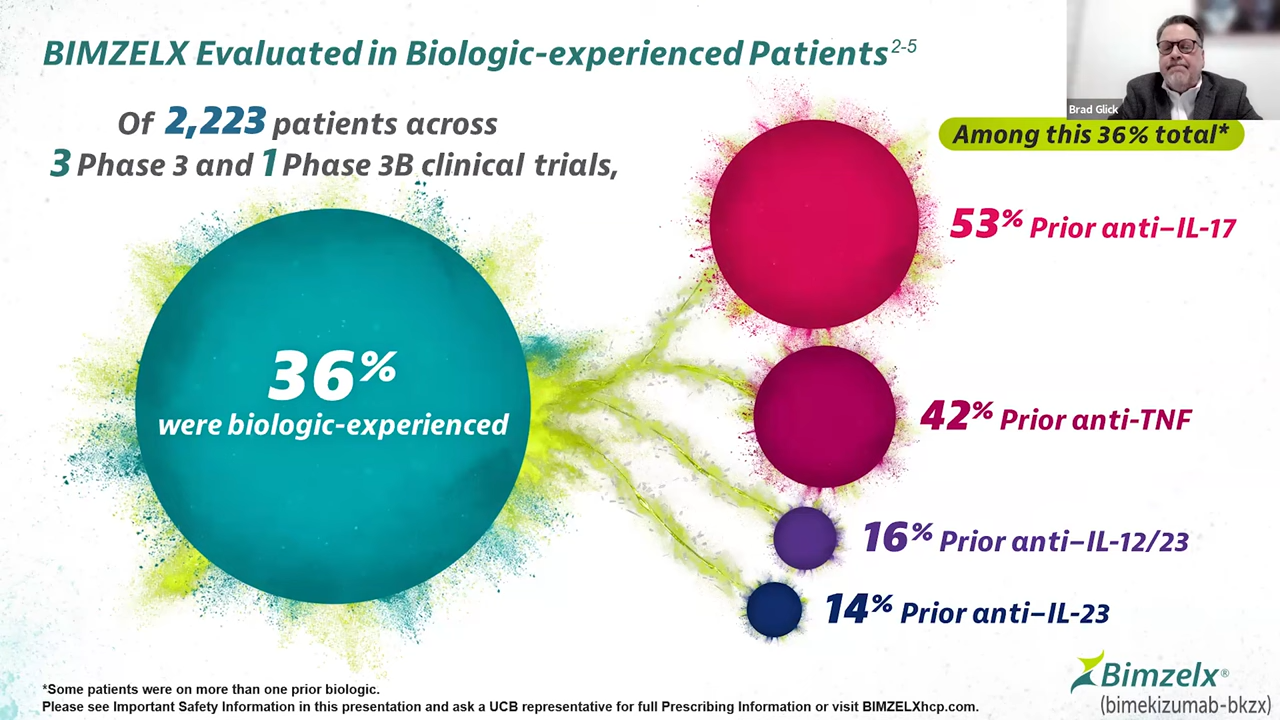 BIMZELX Evaluated in Biologic-experienced Patients2-5
Brad Glick
Of 2,223 patients across
3 Phase 3 and 1 Phase 3B clinical trials,
36%
were biologic-experienced
Among this 36% total*
53% Prior anti–IL-17
42% Prior anti-TNF
16% Prior anti–IL-12/23
14% Prior anti–IL-23
*Some patients were on more than one prior biologic.
Please see Important Safety Information in this presentation and ask a UCB representative for full Prescribing Information or visit BIMZELXhcp.com.
Bimzelx®
(bimekizumab-bkzx)